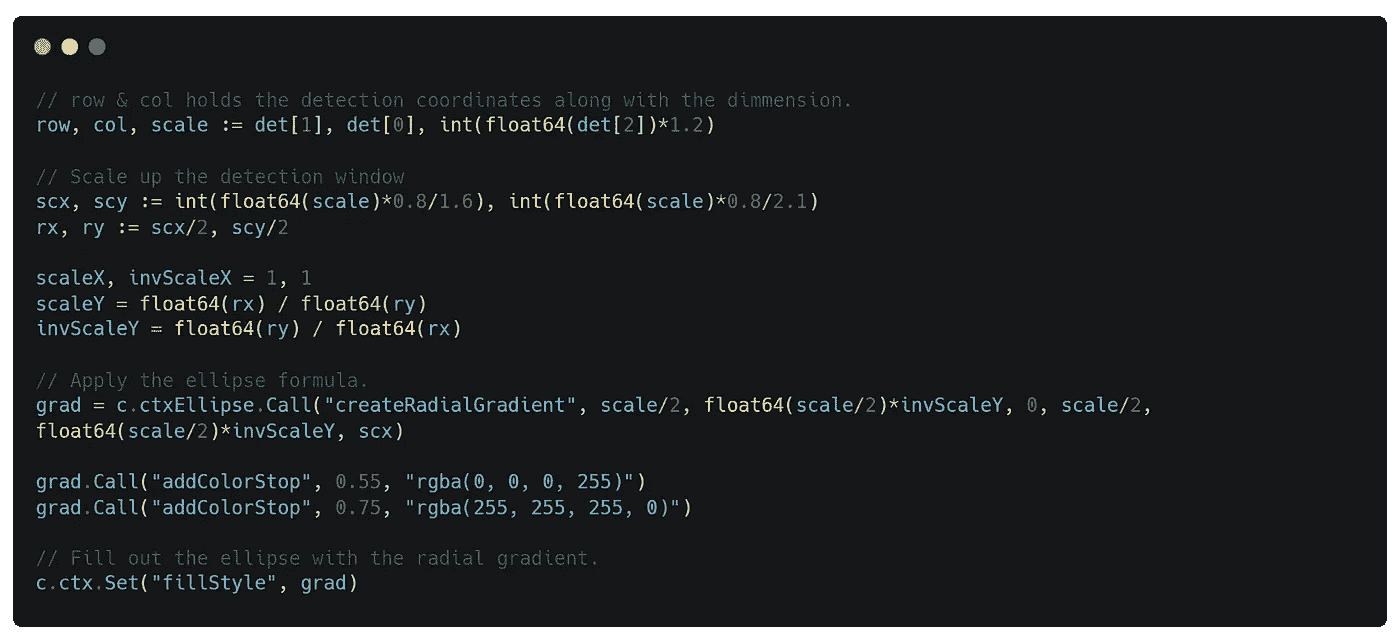 // row & col holds the detection coordinates along with the dimmension.
row, col, scale := det[1], det[0], int(float64(det[2])*1.2)
// Scale up the detection window
scx, scy := int(float64(scale)*0.8/1.6), int(float64(scale)*0.8/2.1)
rx, ry := scx/2, scy/2
scaleX, invScaleX = 1, 1
scaleY = float64(rx) / float64(ry)
invScaleY = float64(ry) / float64(rx)
// Apply the ellipse formula.
grad = c.ctxEllipse.Call("createRadialGradient", scale/2, float64(scale/2)*invScaleY, 0, scale/2,
float64(scale/2)*invScaleY, scx)
grad.Call("addColorStop", 0.55, "rgba(0, 0, 0, 255)")
grad.Call("addColorStop", 0.75, "rgba(255, 255, 255, 0)")
// Fill out the ellipse with the radial gradient.
c.ctx.Set("fillStyle", grad)